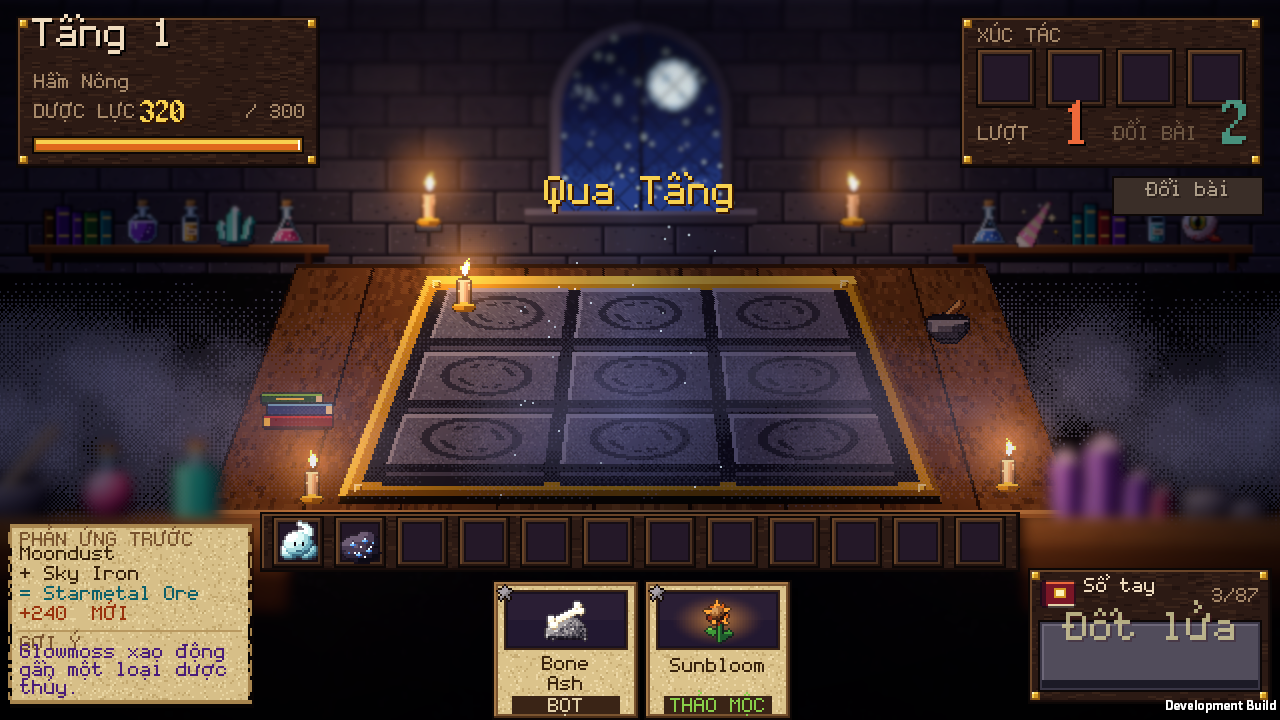 Tầng 1
Hầm Nông
DƯỢC LỰC 320 / 300
XÚC TÁC
LƯỢT 1 ĐỔI BÀI 2
Đổi bài
Qua Tầng
PHẢN ỨNG TRƯỚC
Moondust
+ Sky Iron
= Starmetal Ore
+240 MỚI
GỢI Ý
Glowmoss xao động
gần một loại dược
thủy.
Bone
Ash
BỘT
Sunbloom
THẢO MỘC
Sổ tay
3/87
Đốt lửa
Development Build